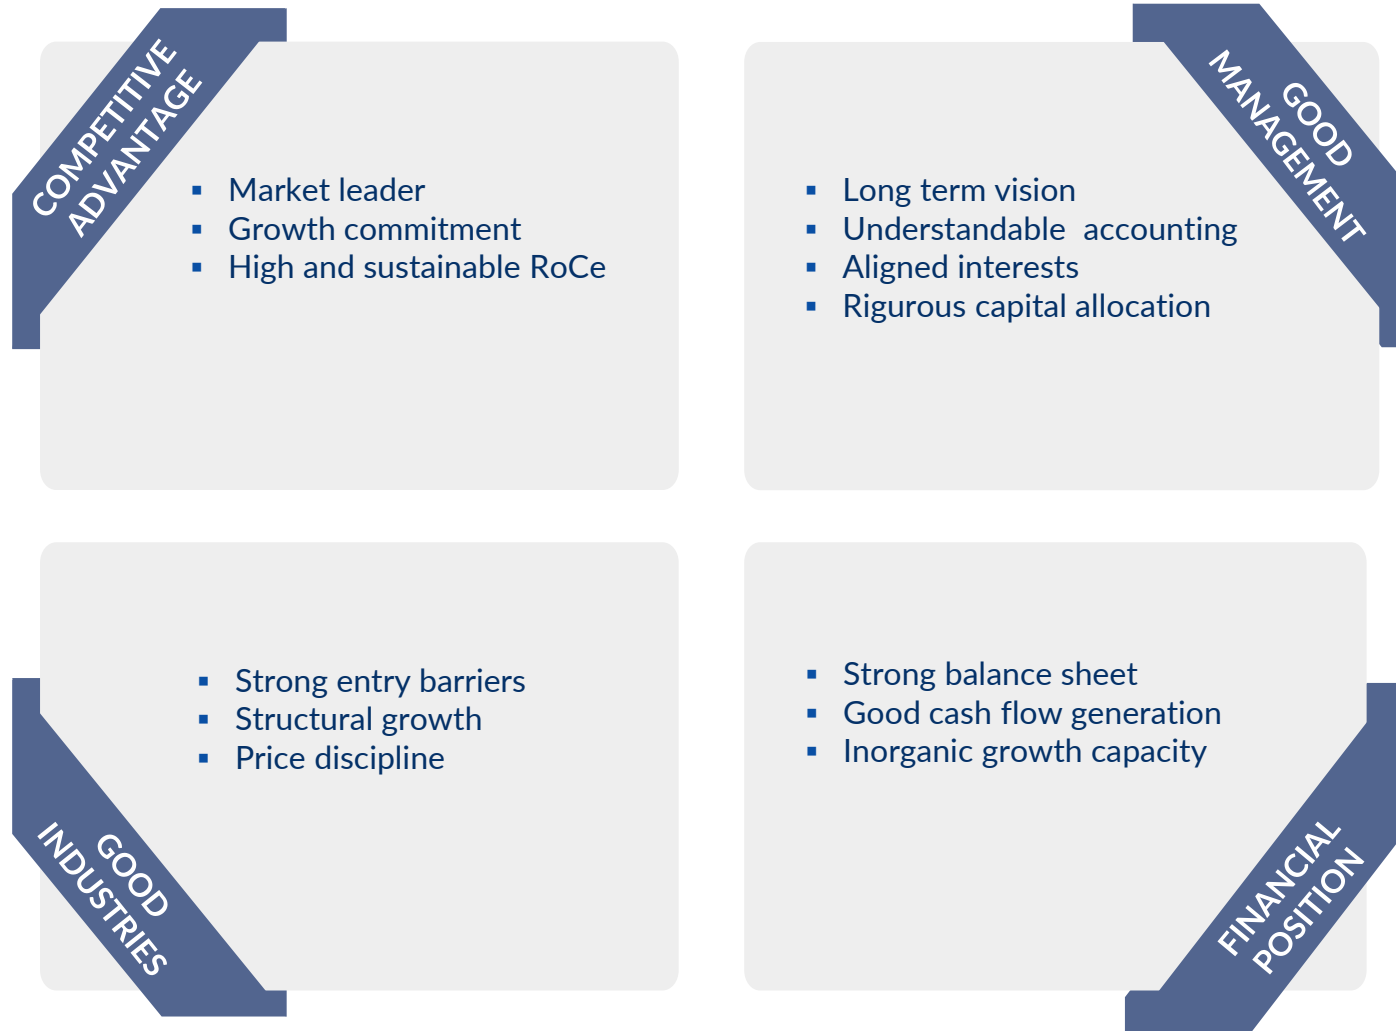 COMPETITIVE
ADVANTAGE
Market leader
Growth commitment
High and sustainable RoCe
GOOD
MANAGEMENT
Long term vision
Understandable accounting
Aligned interests
Rigurous capital allocation
GOOD
INDUSTRIES
Strong entry barriers
Structural growth
Price discipline
FINANCIAL
POSITION
Strong balance sheet
Good cash flow generation
Inorganic growth capacity